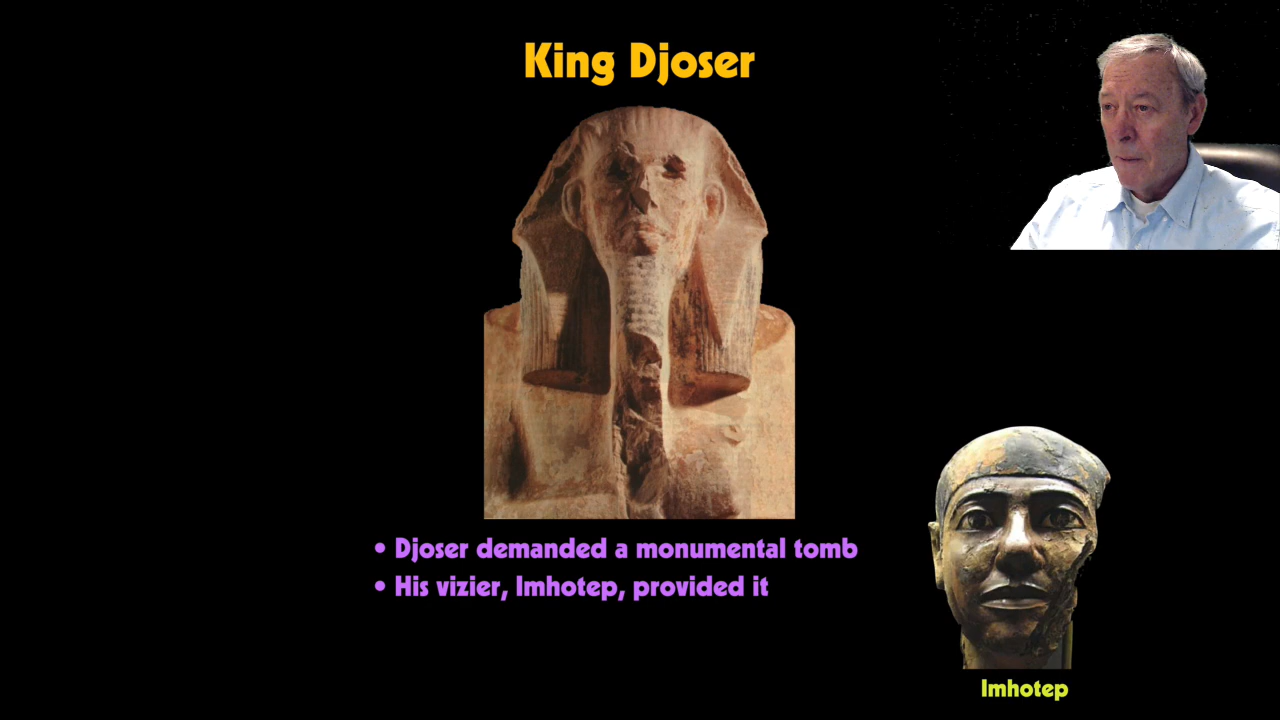 King Djoser
• Djoser demanded a monumental tomb
• His vizier, Imhotep, provided it
Imhotep